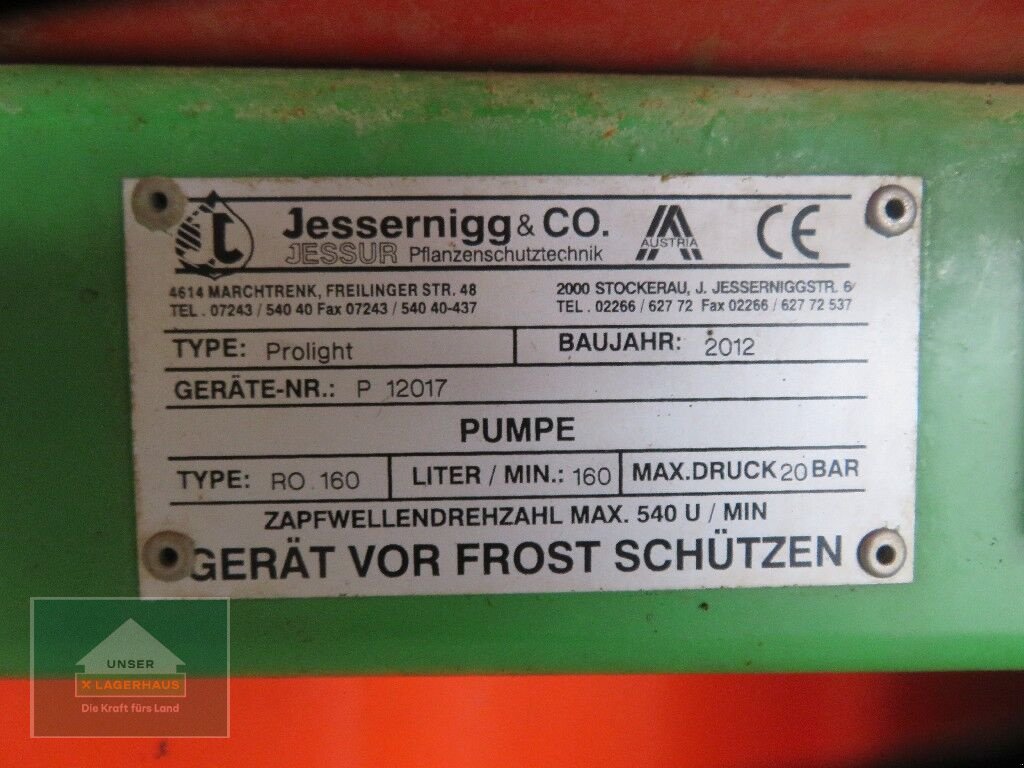 Jessernigg & CO.
JESSUR Pflanzenschutztechnik
AUSTRIA
CE
4614 MARCHTRENK, FREILINGER STR. 48
TEL. 07243 / 540 40 Fax 07243 / 540 40-437
2000 STOCKERAU, J. JESSERNIGGSTR. 6
TEL. 02266 / 627 72 Fax 02266 / 627 72 537
TYPE: Prolight
BAUJAHR: 2012
GERÄTE-NR.: P 12017
PUMPE
TYPE: RO. 160
LITER / MIN.: 160
MAX.DRUCK 20 BAR
ZAPFWELLENDREHZAHL MAX. 540 U / MIN
GERÄT VOR FROST SCHÜTZEN
UNSER
X LAGERHAUS
Die Kraft fürs Land